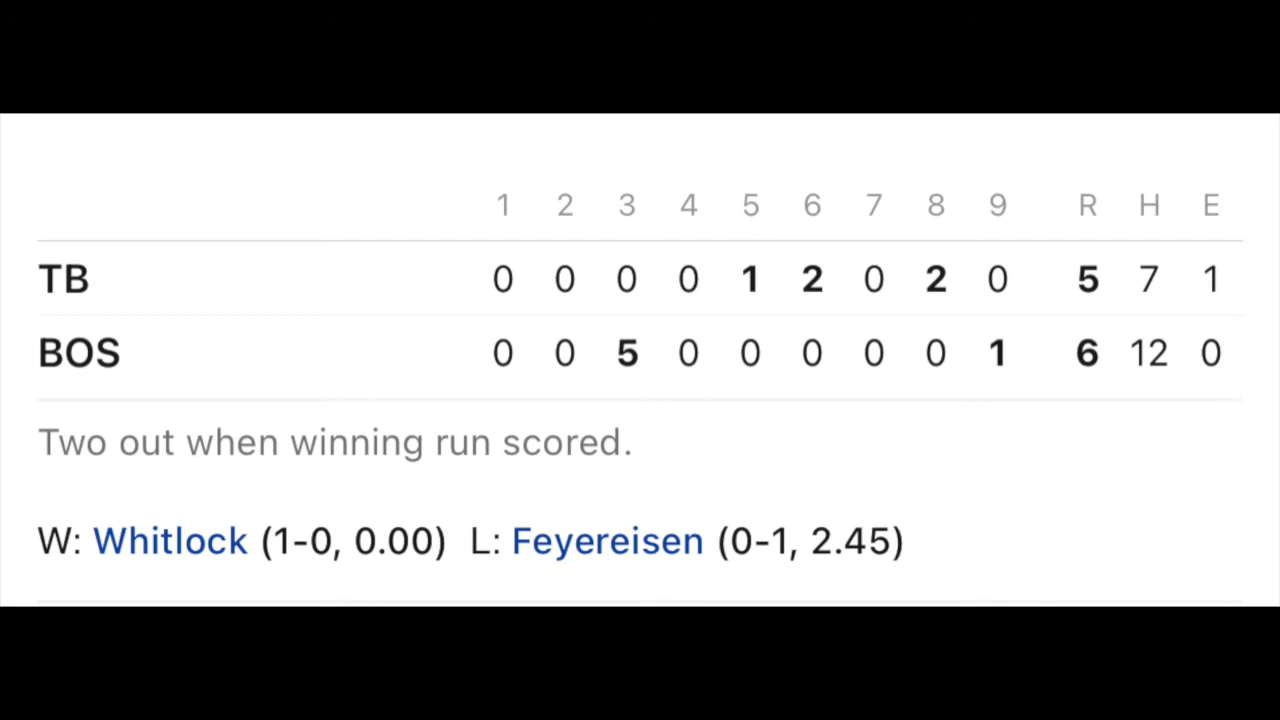 1 2 3 4 5 6 7 8 9 R H E
TB 0 0 0 0 1 2 0 2 0 5 7 1
BOS 0 0 5 0 0 0 0 0 1 6 12 0
Two out when winning run scored.
W: Whitlock (1-0, 0.00) L: Feyereisen (0-1, 2.45)